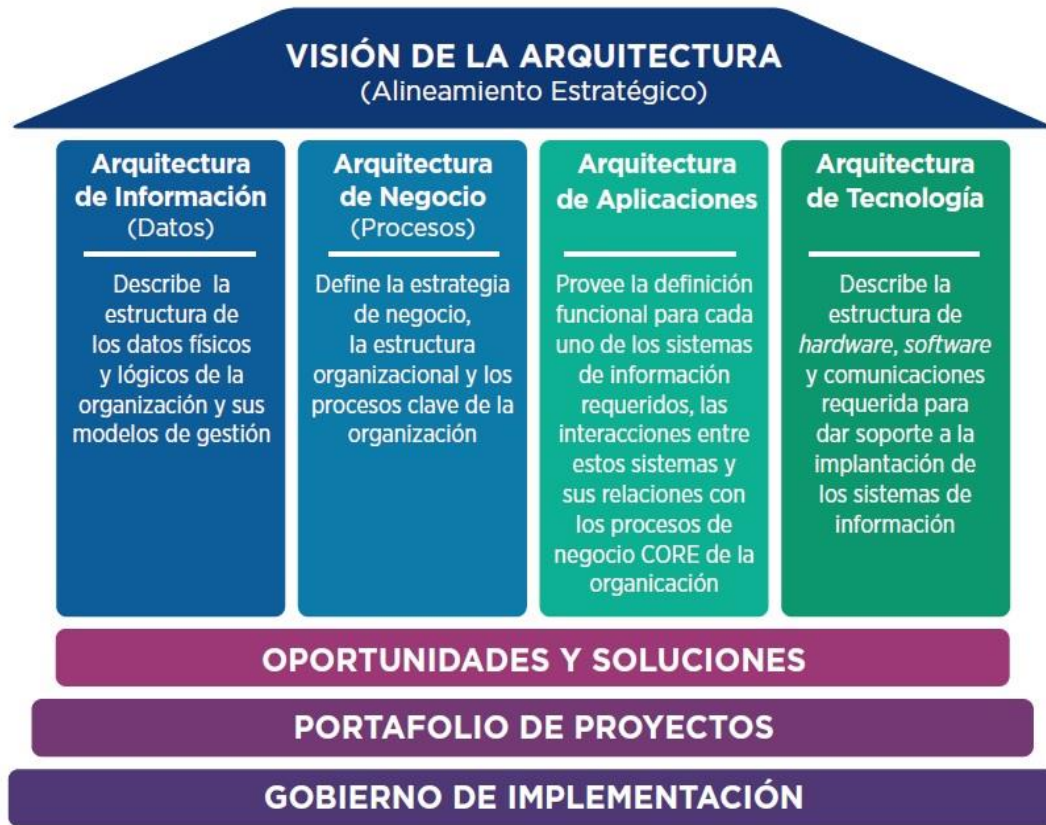 VISIÓN DE LA ARQUITECTURA
(Alineamiento Estratégico)
Arquitectura
de Información
(Datos)
Describe la
estructura de
los datos físicos
y lógicos de la
organización y sus
modelos de gestión
Arquitectura
de Negocio
(Procesos)
Define la estrategia
de negocio,
la estructura
organizacional y los
procesos clave de la
organización
Arquitectura
de Aplicaciones
Provee la definición
funcional para cada
uno de los sistemas
de información
requeridos, las
interacciones entre
estos sistemas y
sus relaciones con
los procesos de
negocio CORE de la
organicación
Arquitectura
de Tecnología
Describe la
estructura de
hardware, software
y comunicaciones
requerida para
dar soporte a la
implantación de
los sistemas de
información
OPORTUNIDADES Y SOLUCIONES
PORTAFOLIO DE PROYECTOS
GOBIERNO DE IMPLEMENTACIÓN